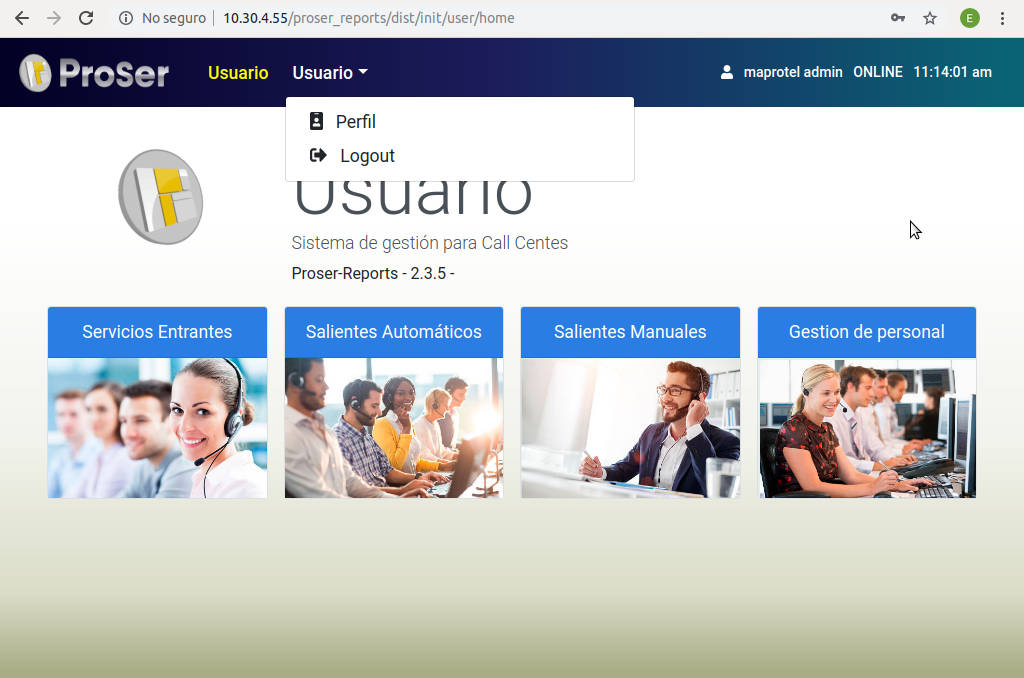 No seguro
10.30.4.55/proser_reports/dist/init/user/home
E
ProSer
Usuario
Usuario
maprotel admin ONLINE 11:14:01 am
Perfil
Logout
Usuario
Sistema de gestión para Call Centes
Proser-Reports - 2.3.5 -
Servicios Entrantes
Salientes Automáticos
Salientes Manuales
Gestion de personal